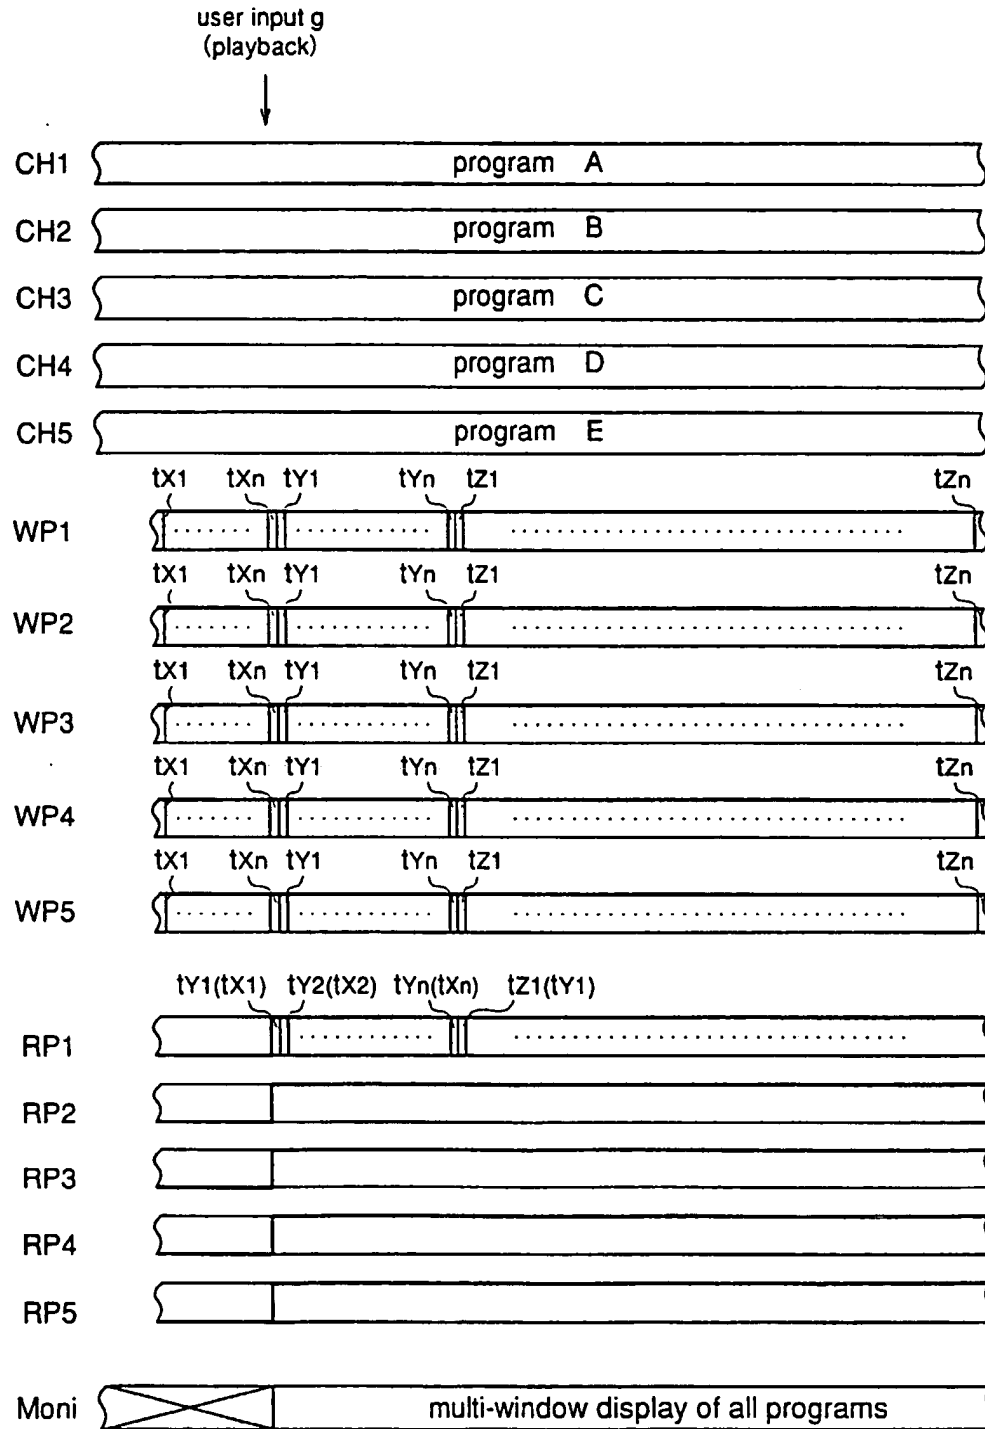 user input g
(playback)
CH1 program A
CH2 program B
CH3 program C
CH4 program D
CH5 program E
tX1 tXn tY1 tYn tZ1 tZn
WP1
tX1 tXn tY1 tYn tZ1 tZn
WP2
tX1 tXn tY1 tYn tZ1 tZn
WP3
tX1 tXn tY1 tYn tZ1 tZn
WP4
tX1 tXn tY1 tYn tZ1 tZn
WP5
tY1(tX1) tY2(tX2) tYn(tXn) tZ1(tY1)
RP1
RP2
RP3
RP4
RP5
Moni multi-window display of all programs